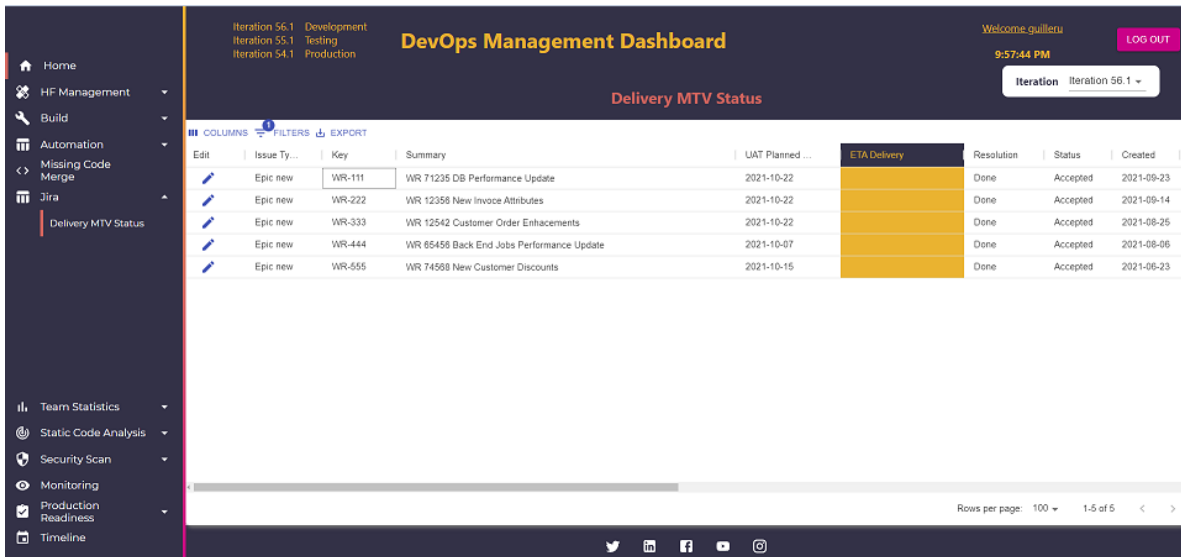 Iteration 56.1 Development
Iteration 55.1 Testing
Iteration 54.1 Production
DevOps Management Dashboard
Welcome guilleru
9:57:44 PM
LOG OUT
Iteration Iteration 56.1
Delivery MTV Status
Home
HF Management
Build
Automation
Missing Code
Merge
Jira
Delivery MTV Status
Team Statistics
Static Code Analysis
Security Scan
Monitoring
Production
Readiness
Timeline
COLUMNS 1 FILTERS EXPORT
Edit Issue Ty... Key Summary UAT Planned ... ETA Delivery Resolution Status Created
Epic new WR-111 WR 71235 DB Performance Update 2021-10-22 Done Accepted 2021-09-23
Epic new WR-222 WR 12356 New Invoce Attributes 2021-10-22 Done Accepted 2021-09-14
Epic new WR-333 WR 12542 Customer Order Enhacements 2021-10-22 Done Accepted 2021-08-25
Epic new WR-444 WR 65456 Back End Jobs Performance Update 2021-10-07 Done Accepted 2021-08-06
Epic new WR-555 WR 74568 New Customer Discounts 2021-10-15 Done Accepted 2021-06-23
Rows per page: 100 1-5 of 5